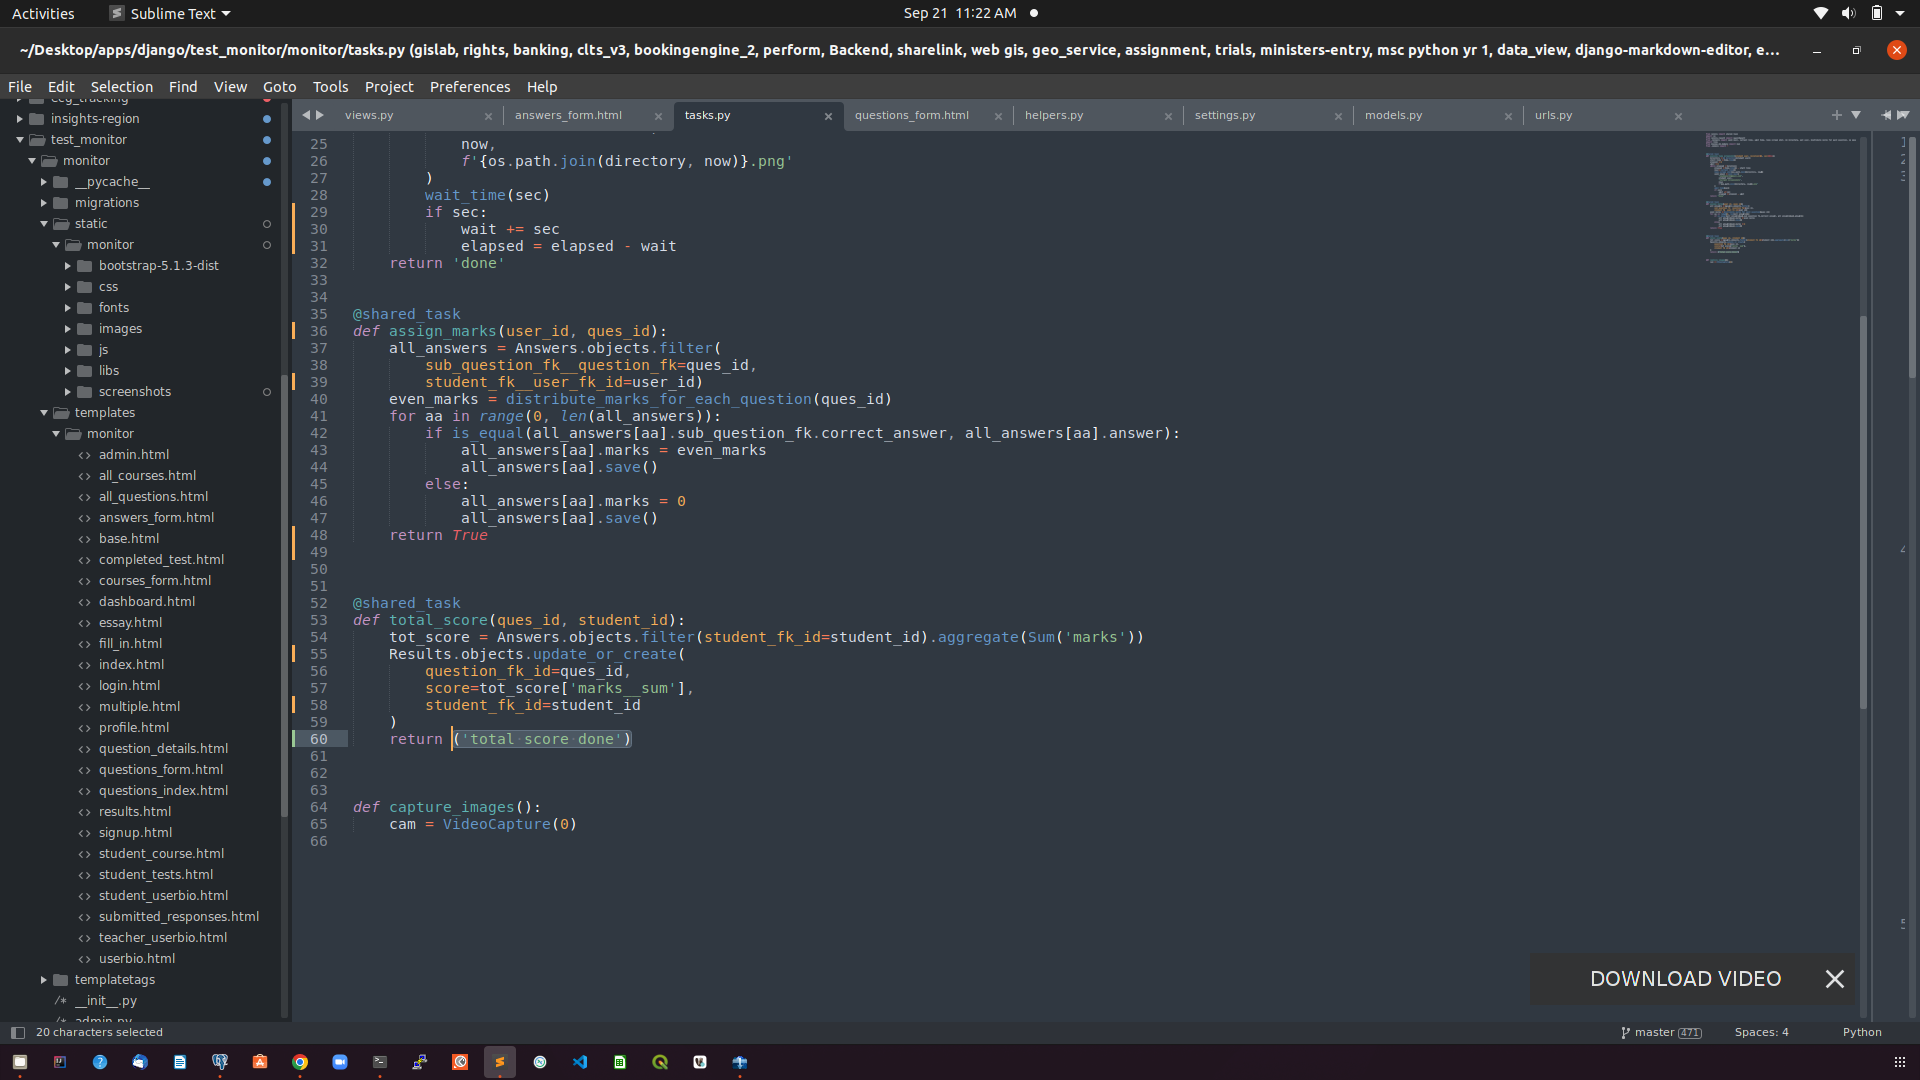 Activities
Sublime Text
Sep 21 11:22 AM
~/Desktop/apps/django/test_monitor/monitor/tasks.py (gislab, rights, banking, clts_v3, bookingengine_2, perform, Backend, sharelink, web gis, geo_service, assignment, trials, ministers-entry, msc python yr 1, data_view, django-markdown-editor, e...
File Edit Selection Find View Goto Tools Project Preferences Help
insights-region
test_monitor
monitor
__pycache__
migrations
static
monitor
bootstrap-5.1.3-dist
css
fonts
images
js
libs
screenshots
templates
monitor
admin.html
all_courses.html
all_questions.html
answers_form.html
base.html
completed_test.html
courses_form.html
dashboard.html
essay.html
fill_in.html
index.html
login.html
multiple.html
profile.html
question_details.html
questions_form.html
questions_index.html
results.html
signup.html
student_course.html
student_tests.html
student_userbio.html
submitted_responses.html
teacher_userbio.html
userbio.html
templatetags
/* __init__.py
/* admin.py
views.py answers_form.html tasks.py questions_form.html helpers.py settings.py models.py urls.py
25 now,
26 f'{os.path.join(directory, now)}.png'
27 )
28 wait_time(sec)
29 if sec:
30 wait += sec
31 elapsed = elapsed - wait
32 return 'done'
33
34
35 @shared_task
36 def assign_marks(user_id, ques_id):
37 all_answers = Answers.objects.filter(
38 sub_question_fk__question_fk=ques_id,
39 student_fk__user_fk_id=user_id)
40 even_marks = distribute_marks_for_each_question(ques_id)
41 for aa in range(0, len(all_answers)):
42 if is_equal(all_answers[aa].sub_question_fk.correct_answer, all_answers[aa].answer):
43 all_answers[aa].marks = even_marks
44 all_answers[aa].save()
45 else:
46 all_answers[aa].marks = 0
47 all_answers[aa].save()
48 return True
49
50
51
52 @shared_task
53 def total_score(ques_id, student_id):
54 tot_score = Answers.objects.filter(student_fk_id=student_id).aggregate(Sum('marks'))
55 Results.objects.update_or_create(
56 question_fk_id=ques_id,
57 score=tot_score['marks__sum'],
58 student_fk_id=student_id
59 )
60 return ('total score done')
61
62
63
64 def capture_images():
65 cam = VideoCapture(0)
66
DOWNLOAD VIDEO
20 characters selected
master 471
Spaces: 4
Python